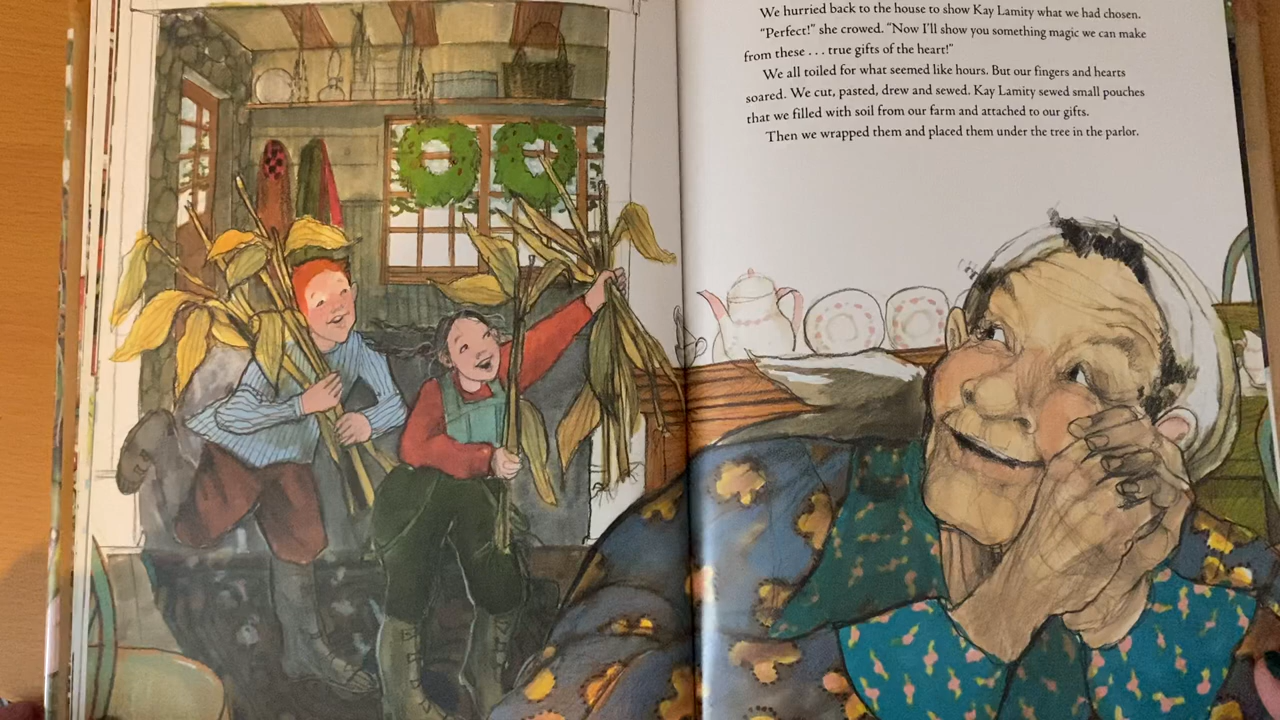 We hurried back to the house to show Kay Lamity what we had chosen.
"Perfect!" she crowed. "Now I'll show you something magic we can make
from these . . . true gifts of the heart!"
We all toiled for what seemed like hours. But our fingers and hearts
soared. We cut, pasted, drew and sewed. Kay Lamity sewed small pouches
that we filled with soil from our farm and attached to our gifts.
Then we wrapped them and placed them under the tree in the parlor.